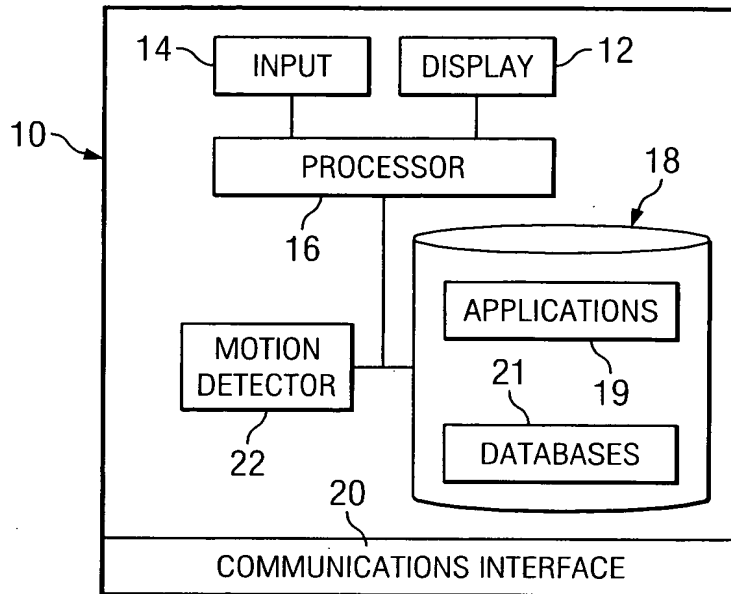 14 INPUT DISPLAY 12
10
PROCESSOR
16
18
APPLICATIONS
19
MOTION
DETECTOR
22
21
DATABASES
20
COMMUNICATIONS INTERFACE